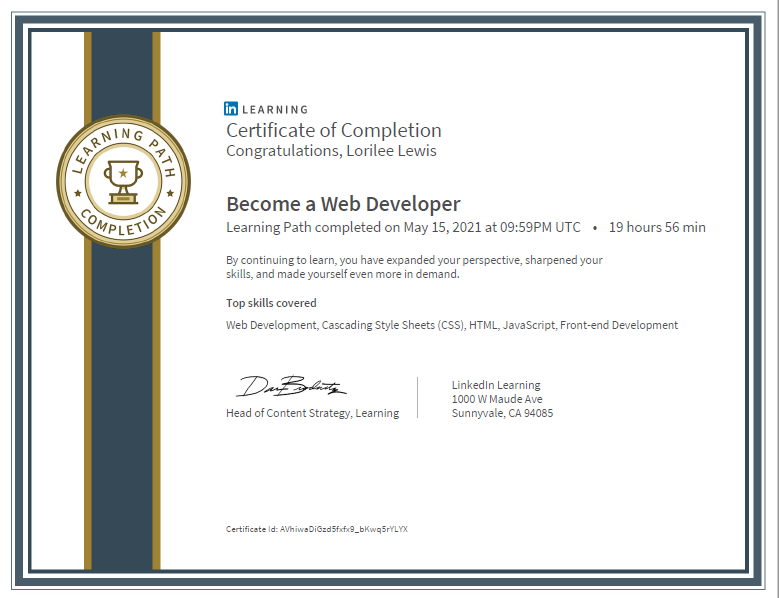 LEARNING PATH
COMPLETION
in LEARNING
Certificate of Completion
Congratulations, Lorilee Lewis
Become a Web Developer
Learning Path completed on May 15, 2021 at 09:59PM UTC • 19 hours 56 min
By continuing to learn, you have expanded your perspective, sharpened your
skills, and made yourself even more in demand.
Top skills covered
Web Development, Cascading Style Sheets (CSS), HTML, JavaScript, Front-end Development
Head of Content Strategy, Learning
LinkedIn Learning
1000 W Maude Ave
Sunnyvale, CA 94085
Certificate Id: AVhiwaDiGzd5fxfx9_bKwq5rYLYX